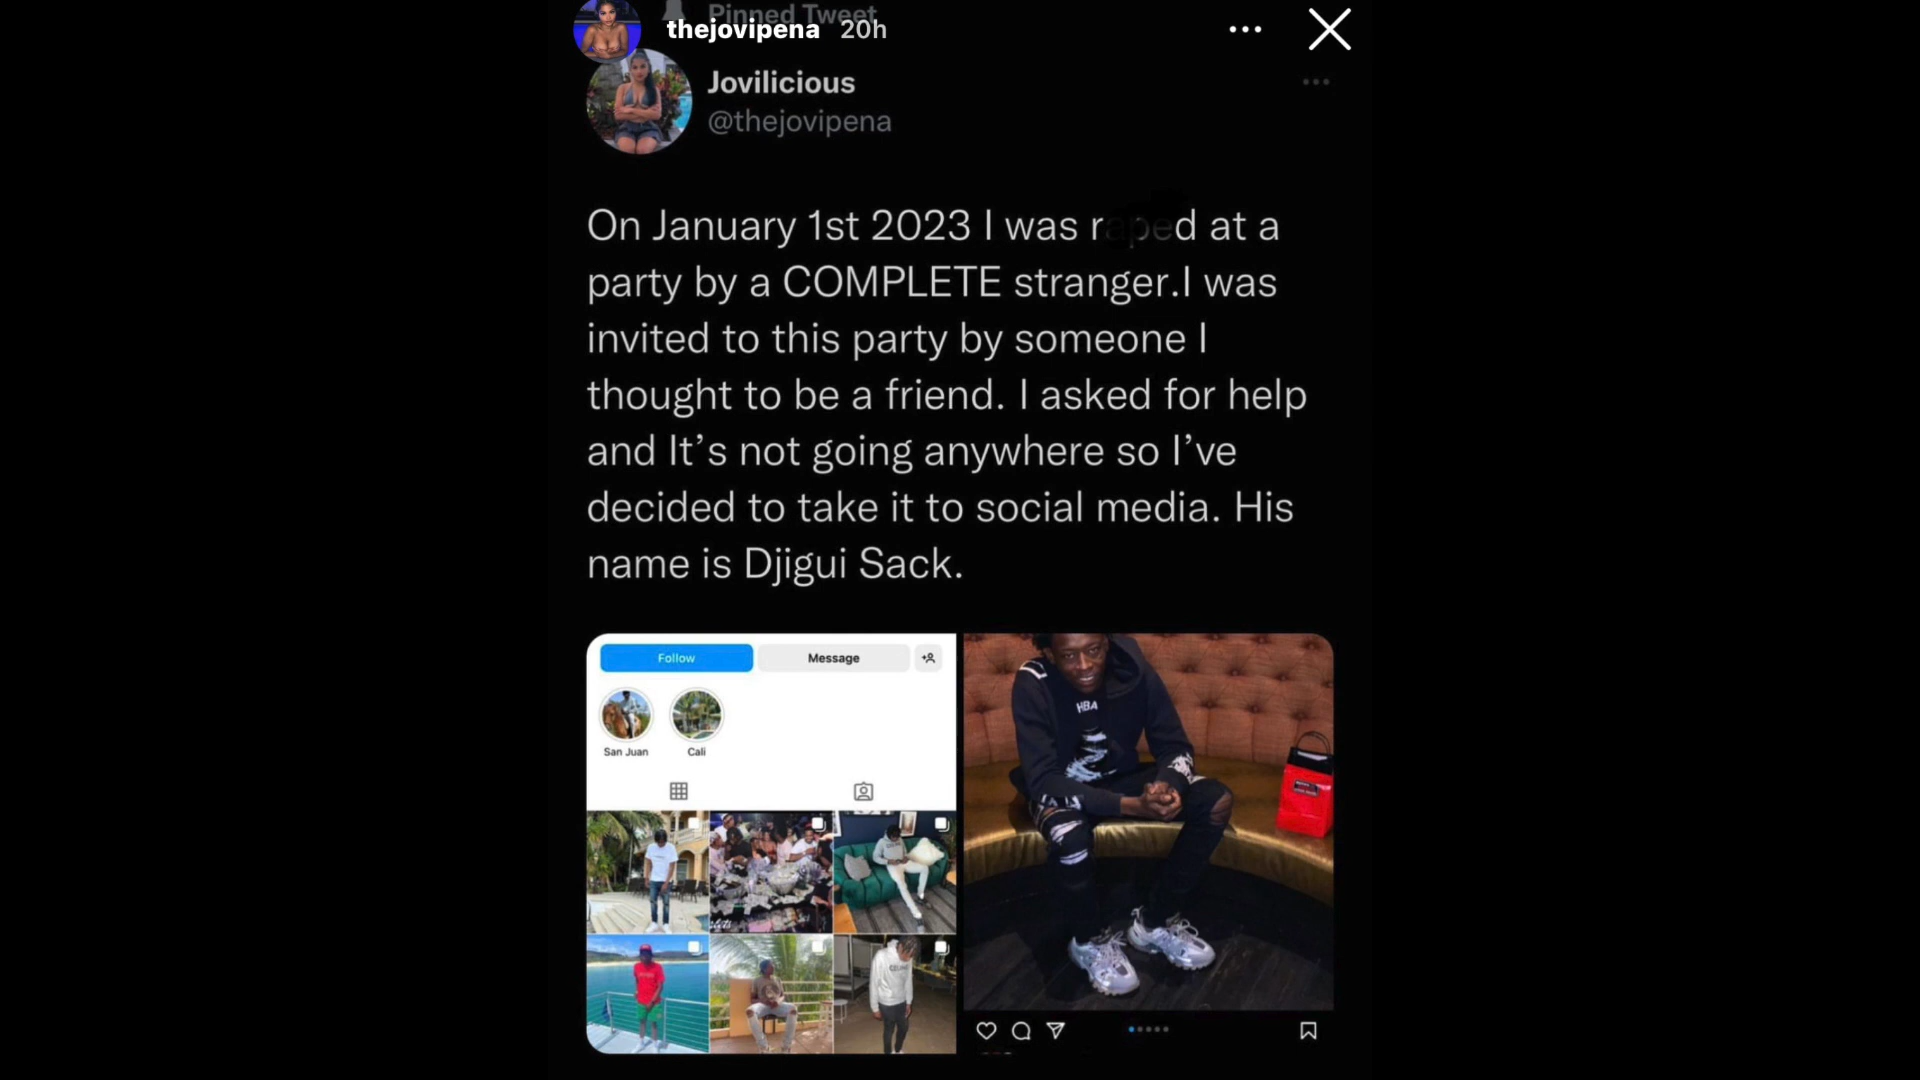 Pinned Tweet
thejovipena 20h
Jovilicious
@thejovipena
On January 1st 2023 I was raped at a
party by a COMPLETE stranger.I was
invited to this party by someone I
thought to be a friend. I asked for help
and It’s not going anywhere so I’ve
decided to take it to social media. His
name is Djigui Sack.
Follow Message
San Juan Cali
HBA